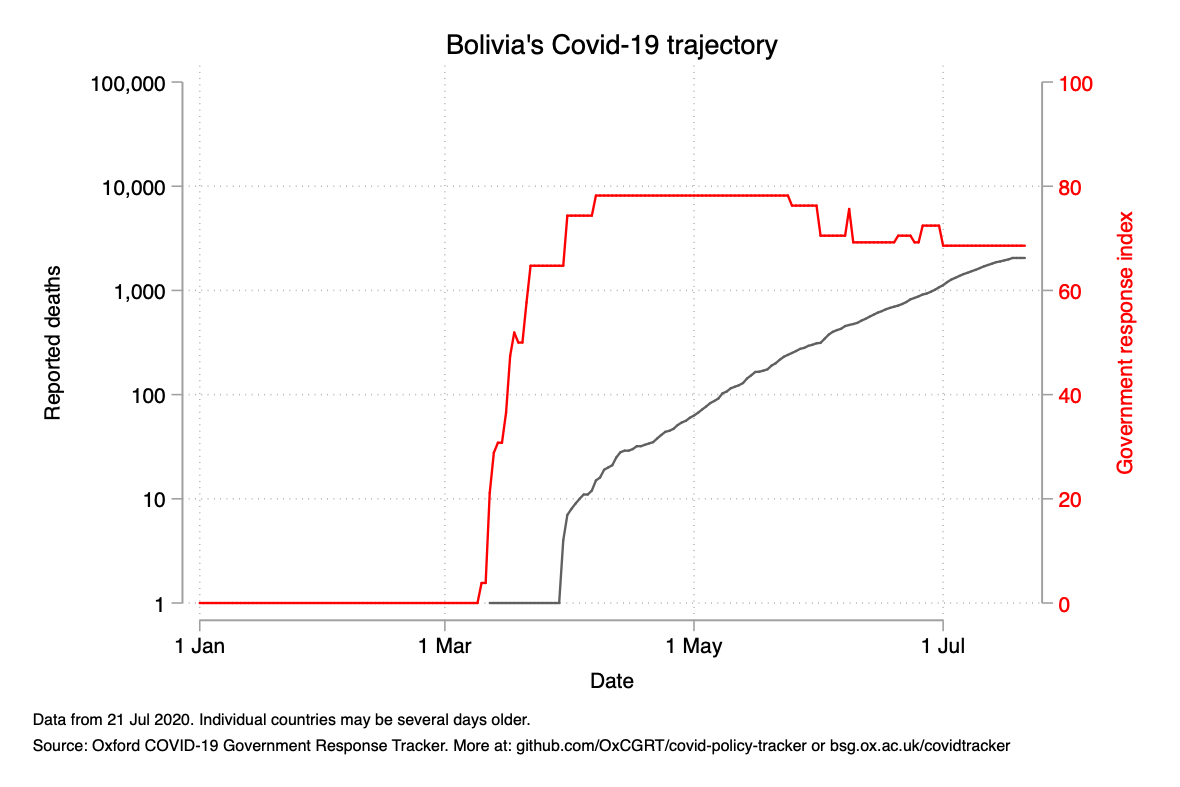 Bolivia's Covid-19 trajectory
100,000
10,000
1,000
100
10
1
Reported deaths
100
80
60
40
20
0
Government response index
1 Jan
1 Mar
1 May
1 Jul
Date
Data from 21 Jul 2020. Individual countries may be several days older.
Source: Oxford COVID-19 Government Response Tracker. More at: github.com/OxCGRT/covid-policy-tracker or bsg.ox.ac.uk/covidtracker